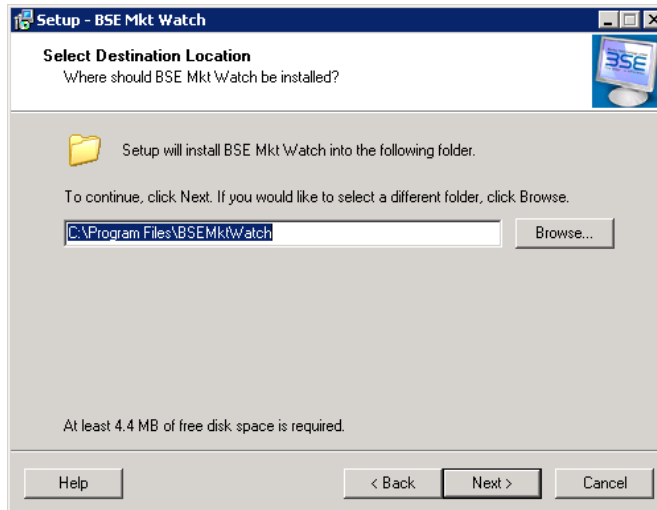 Setup - BSE Mkt Watch
Select Destination Location
Where should BSE Mkt Watch be installed?
BSE
Setup will install BSE Mkt Watch into the following folder.
To continue, click Next. If you would like to select a different folder, click Browse.
C:\Program Files\BSEMktWatch
Browse...
At least 4.4 MB of free disk space is required.
Help
< Back
Next >
Cancel